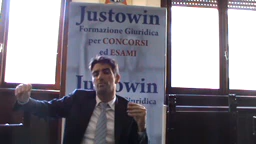 Justowin
Formazione Giuridica
per CONCORSI
ed ESAMI
Justowin
Giuridica